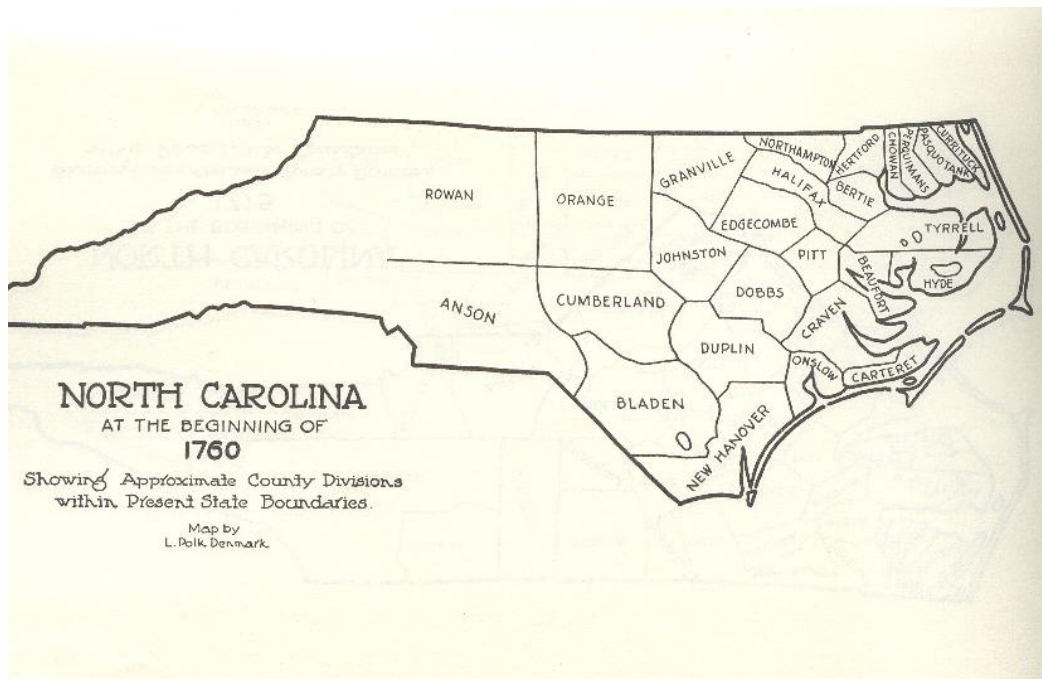 ROWAN
ORANGE
GRANVILLE
NORTHAMPTON
HERTFORD
CHOWAN
PERQUIMANS
PASQUOTANK
CURRITUCK
HALIFAX
BERTIE
EDGECOMBE
TYRRELL
JOHNSTON
PITT
BEAUFORT
HYDE
ANSON
CUMBERLAND
DOBBS
CRAVEN
DUPLIN
ONSLOW
CARTERET
BLADEN
NEW HANOVER
NORTH CAROLINA
AT THE BEGINNING OF
1760
Showing Approximate County Divisions
within Present State Boundaries.
Map by
L. Polk Denmark